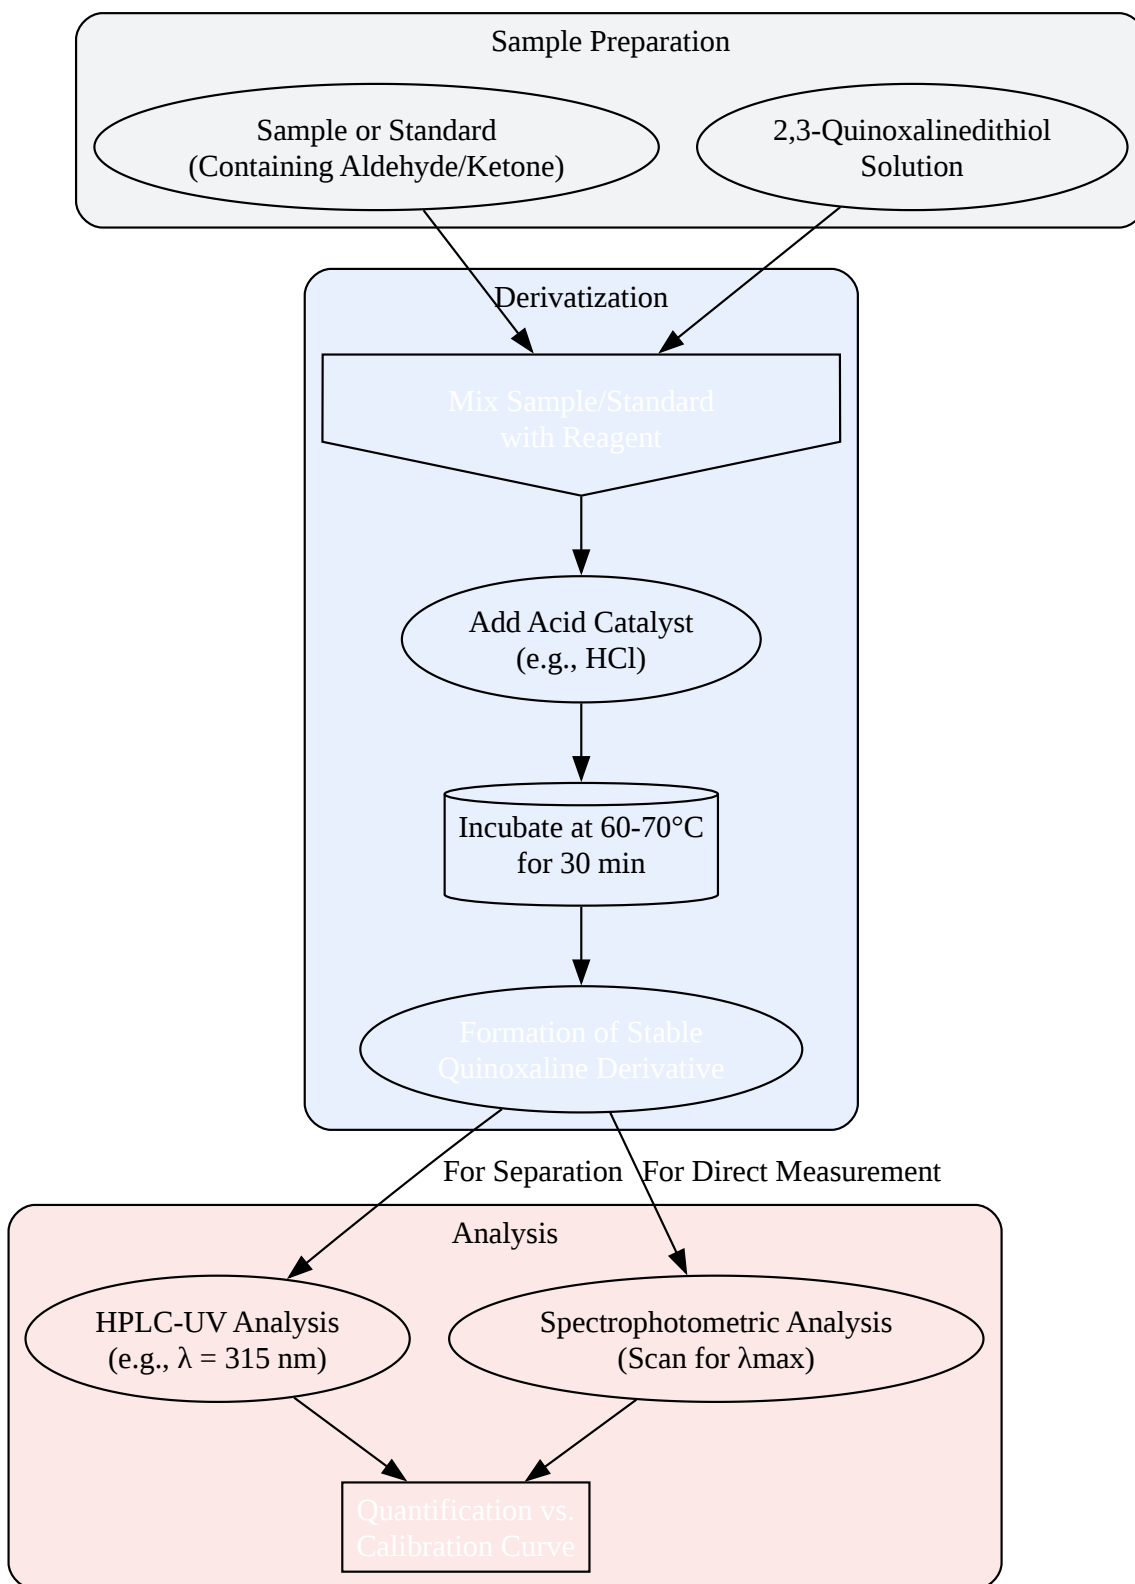 Sample Preparation
Sample or Standard
(Containing Aldehyde/Ketone)
2,3-Quinoxalinedithiol
Solution
Derivatization
Mix Sample/Standard
with Reagent
Add Acid Catalyst
(e.g., HCl)
Incubate at 60-70°C
for 30 min
Formation of Stable
Quinoxaline Derivative
For Separation
For Direct Measurement
Analysis
HPLC-UV Analysis
(e.g., λ = 315 nm)
Spectrophotometric Analysis
(Scan for λmax)
Quantification vs.
Calibration Curve